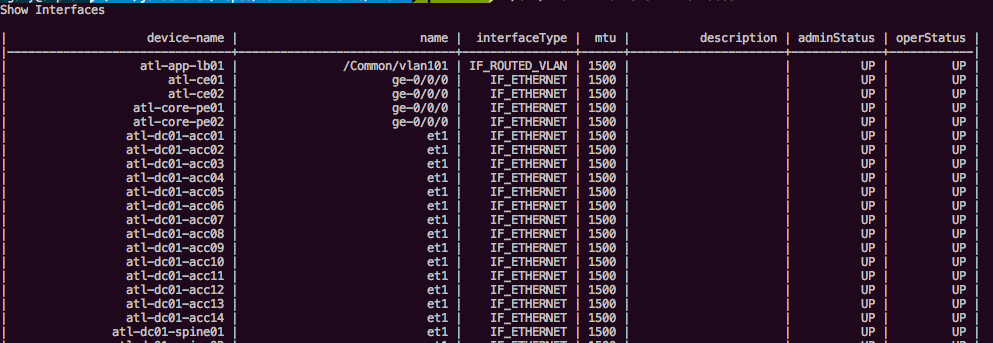 Show Interfaces
| device-name | name | interfaceType | mtu | description | adminStatus | operStatus |
| atl-app-lb01 | /Common/vlan101 | IF_ROUTED_VLAN | 1500 | | UP | UP |
| atl-ce01 | ge-0/0/0 | IF_ETHERNET | 1500 | | UP | UP |
| atl-ce02 | ge-0/0/0 | IF_ETHERNET | 1500 | | UP | UP |
| atl-core-pe01 | ge-0/0/0 | IF_ETHERNET | 1500 | | UP | UP |
| atl-core-pe02 | ge-0/0/0 | IF_ETHERNET | 1500 | | UP | UP |
| atl-dc01-acc01 | et1 | IF_ETHERNET | 1500 | | UP | UP |
| atl-dc01-acc02 | et1 | IF_ETHERNET | 1500 | | UP | UP |
| atl-dc01-acc03 | et1 | IF_ETHERNET | 1500 | | UP | UP |
| atl-dc01-acc04 | et1 | IF_ETHERNET | 1500 | | UP | UP |
| atl-dc01-acc05 | et1 | IF_ETHERNET | 1500 | | UP | UP |
| atl-dc01-acc06 | et1 | IF_ETHERNET | 1500 | | UP | UP |
| atl-dc01-acc07 | et1 | IF_ETHERNET | 1500 | | UP | UP |
| atl-dc01-acc08 | et1 | IF_ETHERNET | 1500 | | UP | UP |
| atl-dc01-acc09 | et1 | IF_ETHERNET | 1500 | | UP | UP |
| atl-dc01-acc10 | et1 | IF_ETHERNET | 1500 | | UP | UP |
| atl-dc01-acc11 | et1 | IF_ETHERNET | 1500 | | UP | UP |
| atl-dc01-acc12 | et1 | IF_ETHERNET | 1500 | | UP | UP |
| atl-dc01-acc13 | et1 | IF_ETHERNET | 1500 | | UP | UP |
| atl-dc01-acc14 | et1 | IF_ETHERNET | 1500 | | UP | UP |
| atl-dc01-spine01 | et1 | IF_ETHERNET | 1500 | | UP | UP |